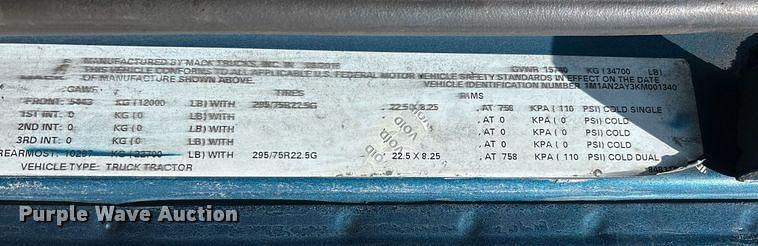 MANUFACTURED BY MACK TRUCKS, INC. IN GVWR 15740 KG (34700 LB).
THIS VEHICLE CONFORMS TO ALL APPLICABLE U.S. FEDERAL MOTOR VEHICLE SAFETY STANDARDS IN EFFECT ON THE DATE
OF MANUFACTURE SHOWN ABOVE. VEHICLE IDENTIFICATION NUMBER 1M1AN2AY3KM001340
GAWR TIRES RIMS
FRONT: 5443 KG (12000 LB) WITH 295/75R22.5G 22.5 X 8.25 , AT 758 KPA ( 110 PSI) COLD SINGLE
1ST INT: 0 KG ( 0 LB) WITH , AT 0 KPA ( 0 PSI) COLD
2ND INT: 0 KG ( 0 LB) WITH , AT 0 KPA ( 0 PSI) COLD
3RD INT: 0 KG ( 0 LB) WITH , AT 0 KPA ( 0 PSI) COLD
REARMOST: 10297 KG ( 22700 LB) WITH 295/75R22.5G 22.5 X 8.25 , AT 758 KPA ( 110 PSI) COLD DUAL
VEHICLE TYPE: TRUCK TRACTOR
VOID VOID VOID
Purple Wave Auction